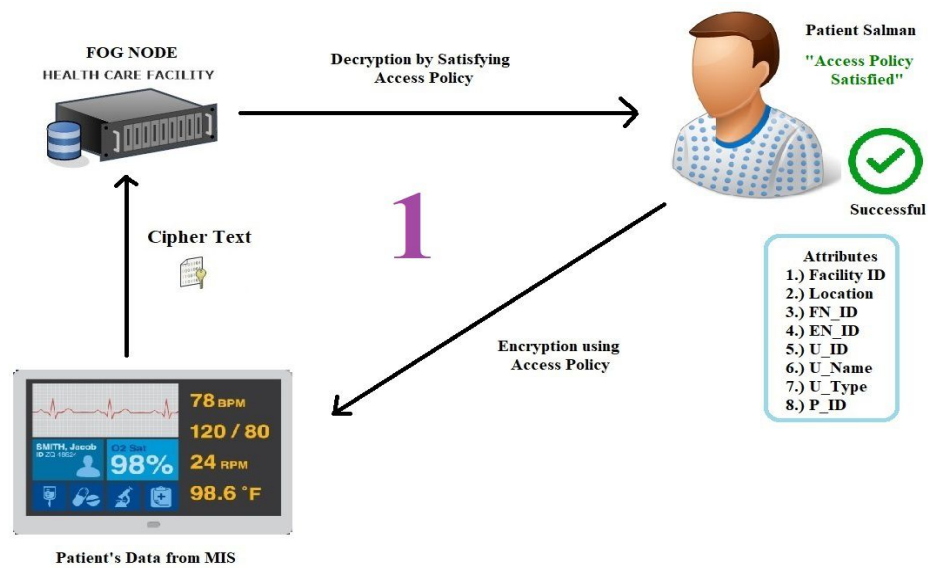 FOG NODE
HEALTH CARE FACILITY
Decryption by Satisfying
Access Policy
Patient Salman
"Access Policy
Satisfied"
Successful
1
Cipher Text
Attributes
1.) Facility ID
2.) Location
3.) FN_ID
4.) EN_ID
5.) U_ID
6.) U_Name
7.) U_Type
8.) P_ID
Encryption using
Access Policy
78 BPM
120 / 80
24 RPM
98.6 °F
SMITH, Jacob
ID ZQ
O2 Sat
98%
Patient's Data from MIS